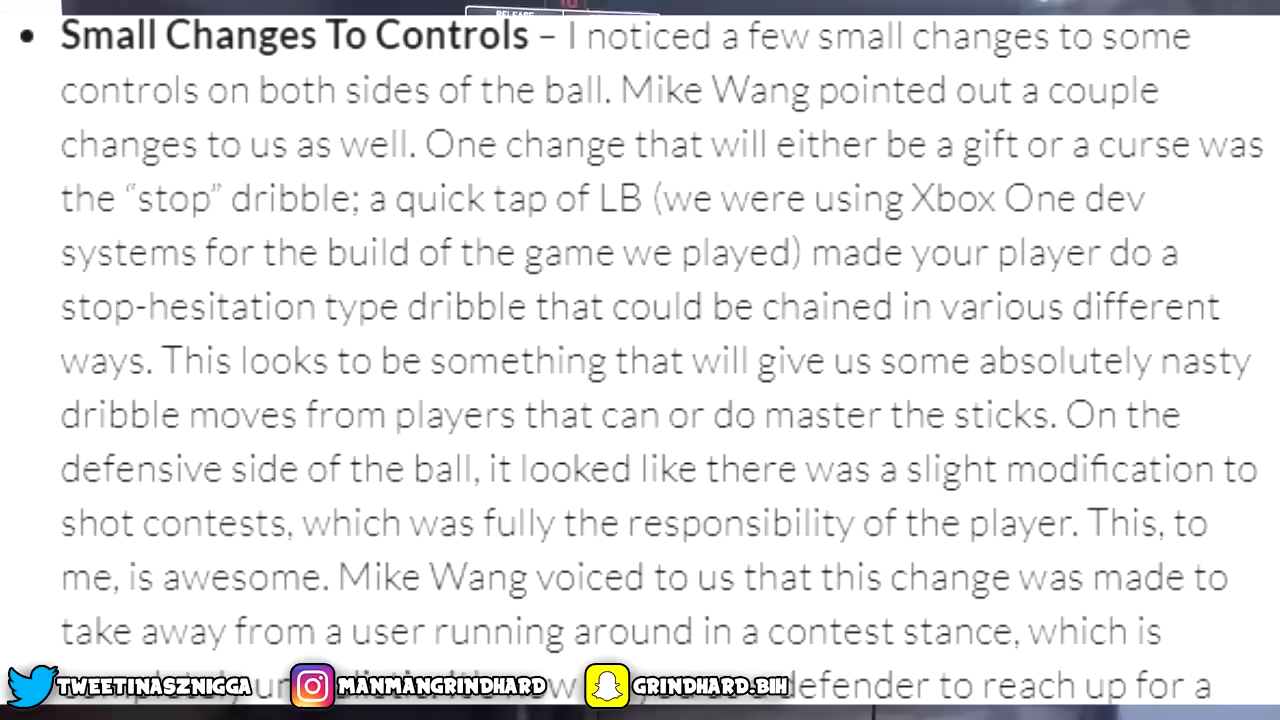 RELEASE
• Small Changes To Controls – I noticed a few small changes to some
controls on both sides of the ball. Mike Wang pointed out a couple
changes to us as well. One change that will either be a gift or a curse was
the “stop” dribble; a quick tap of LB (we were using Xbox One dev
systems for the build of the game we played) made your player do a
stop-hesitation type dribble that could be chained in various different
ways. This looks to be something that will give us some absolutely nasty
dribble moves from players that can or do master the sticks. On the
defensive side of the ball, it looked like there was a slight modification to
shot contests, which was fully the responsibility of the player. This, to
me, is awesome. Mike Wang voiced to us that this change was made to
take away from a user running around in a contest stance, which is
defender to reach up for a
TWEETINASZNIGGA MANMANGRINDHARD GRINDHARD.BIH